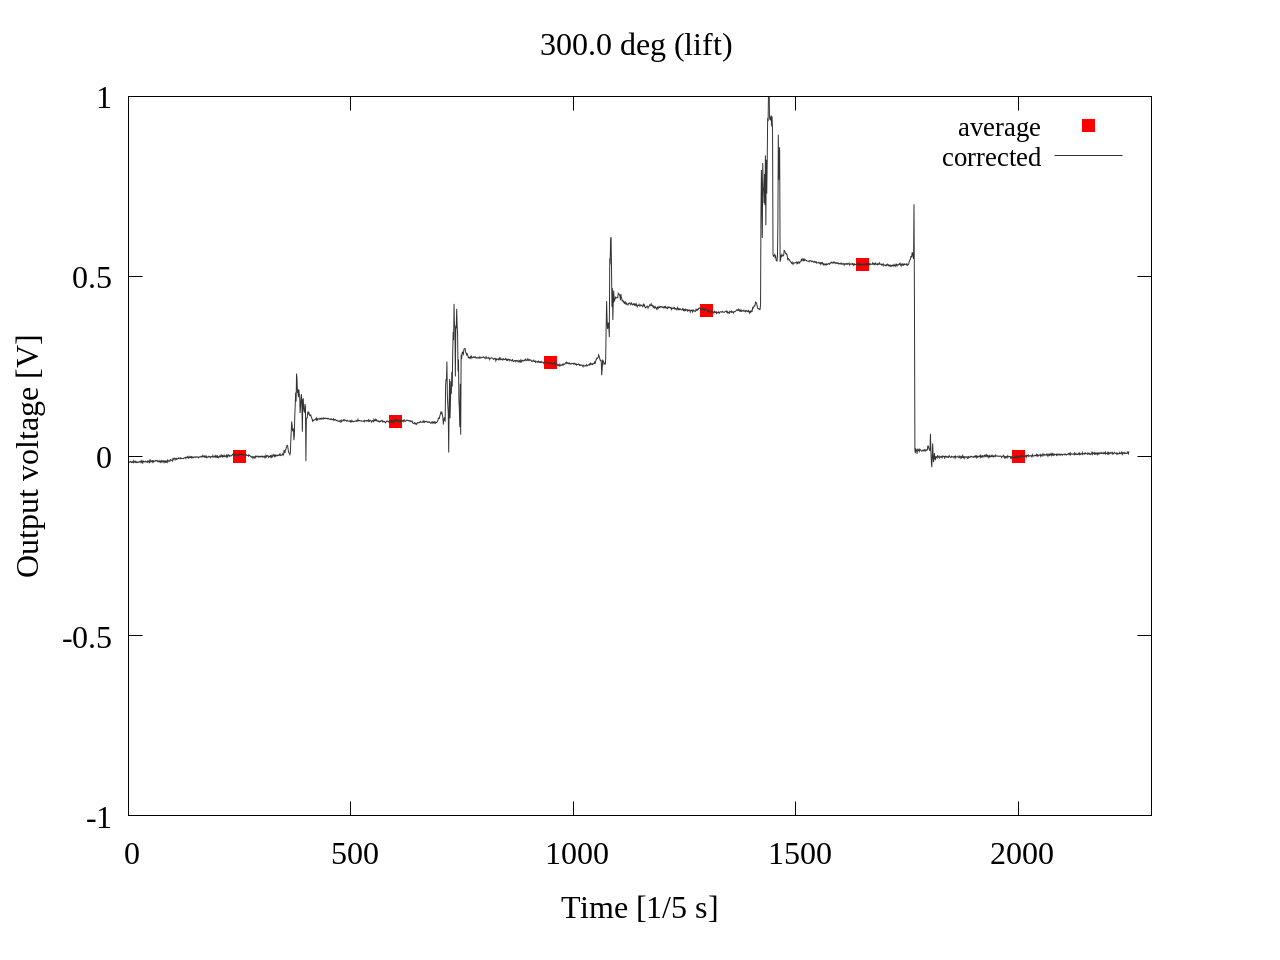 300.0 deg (lift)
average
corrected
Output voltage [V]
1
0.5
0
-0.5
-1
0 500 1000 1500 2000
Time [1/5 s]